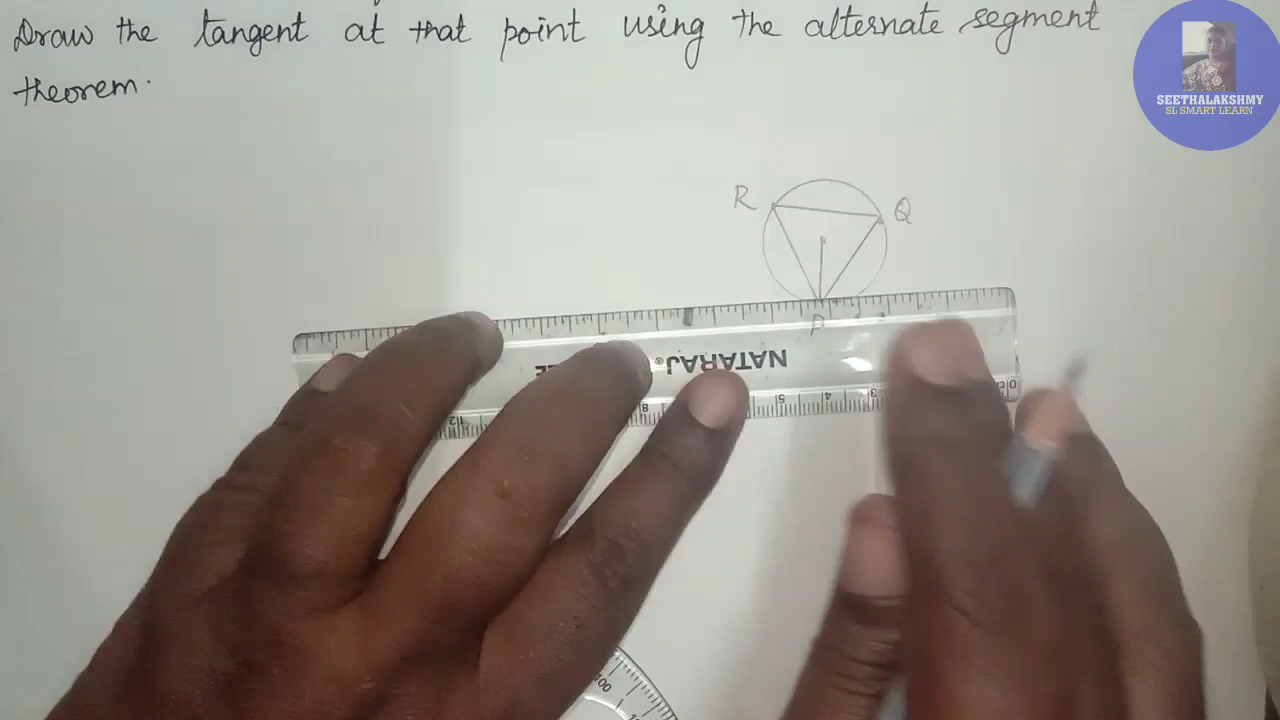 Draw the tangent at that point using the alternate segment
theorem.
SEETHALAKSHMY
SL SMART LEARN
R
Q
P
NATARAJ